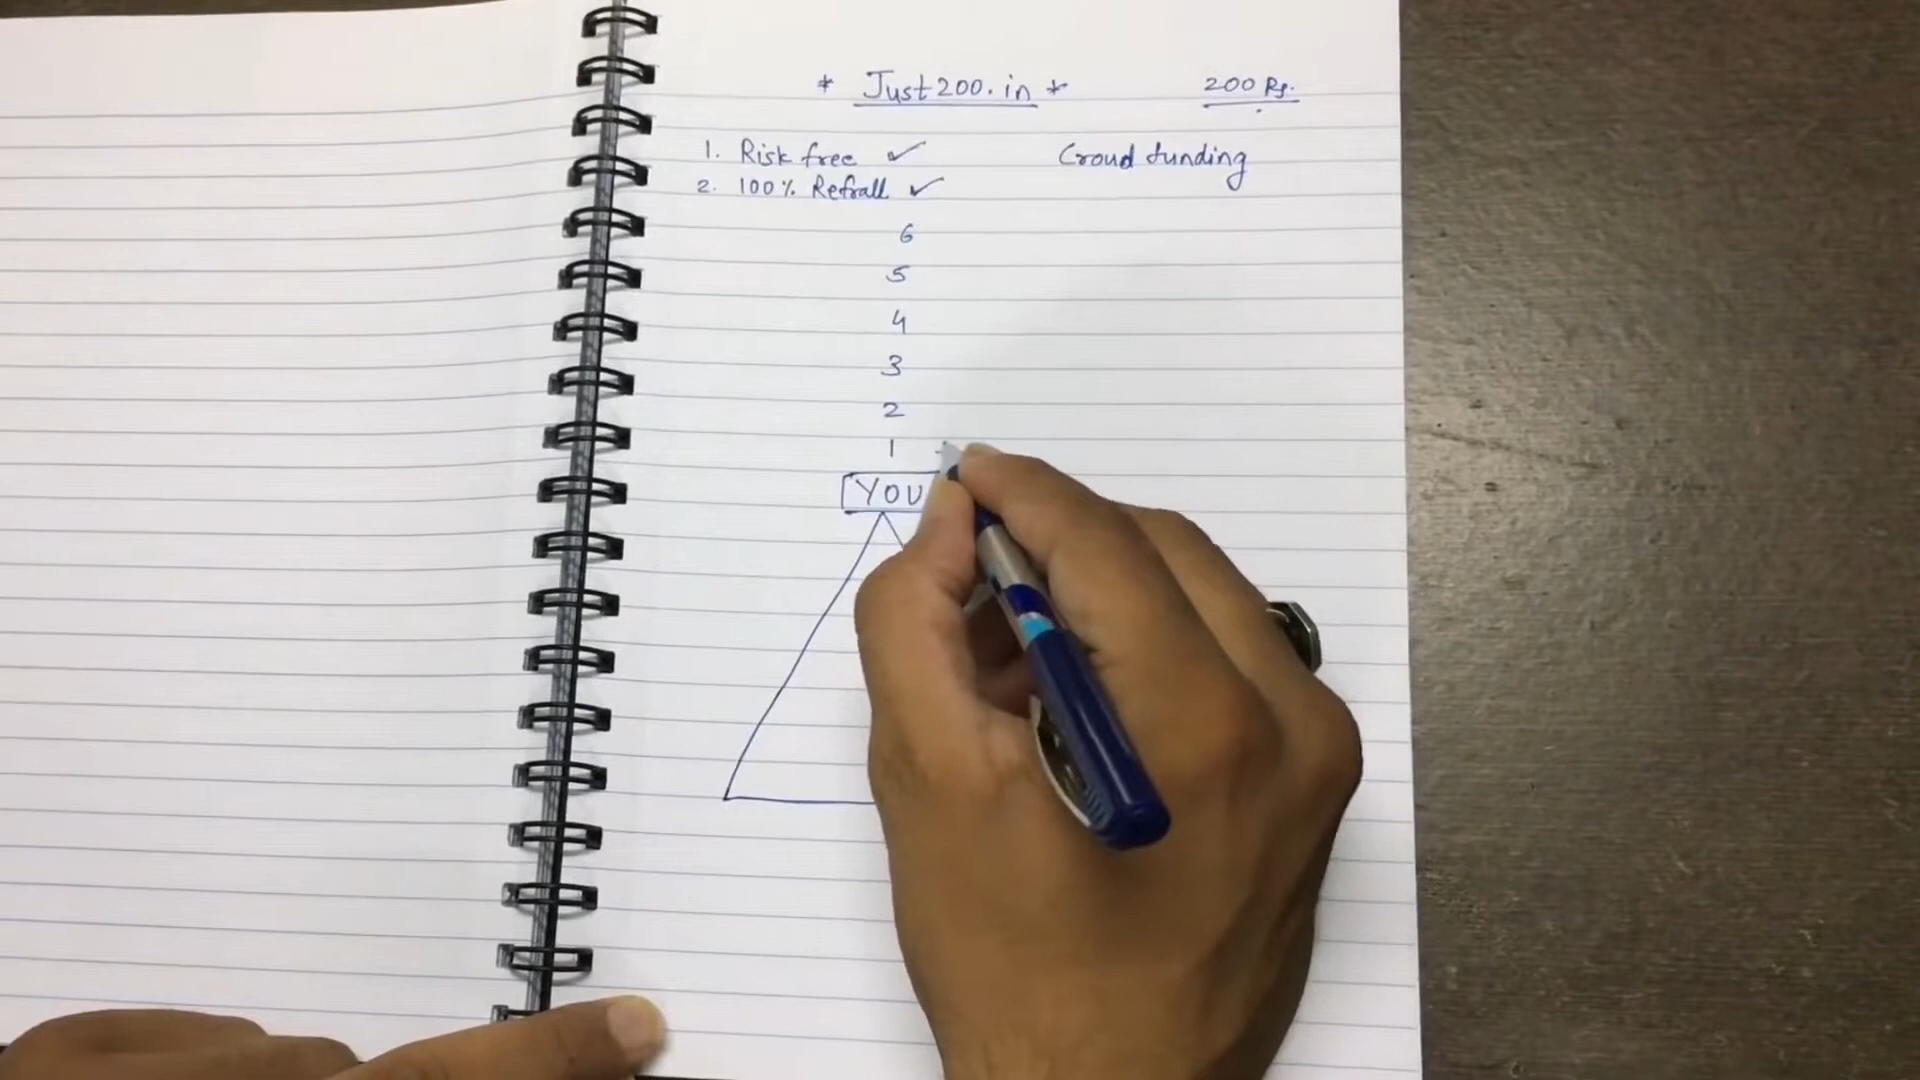 * Just200.in * 200 Rs.
1. Risk free ✓ Croud funding
2. 100% Refrall ✓
6
5
4
3
2
1
YOU